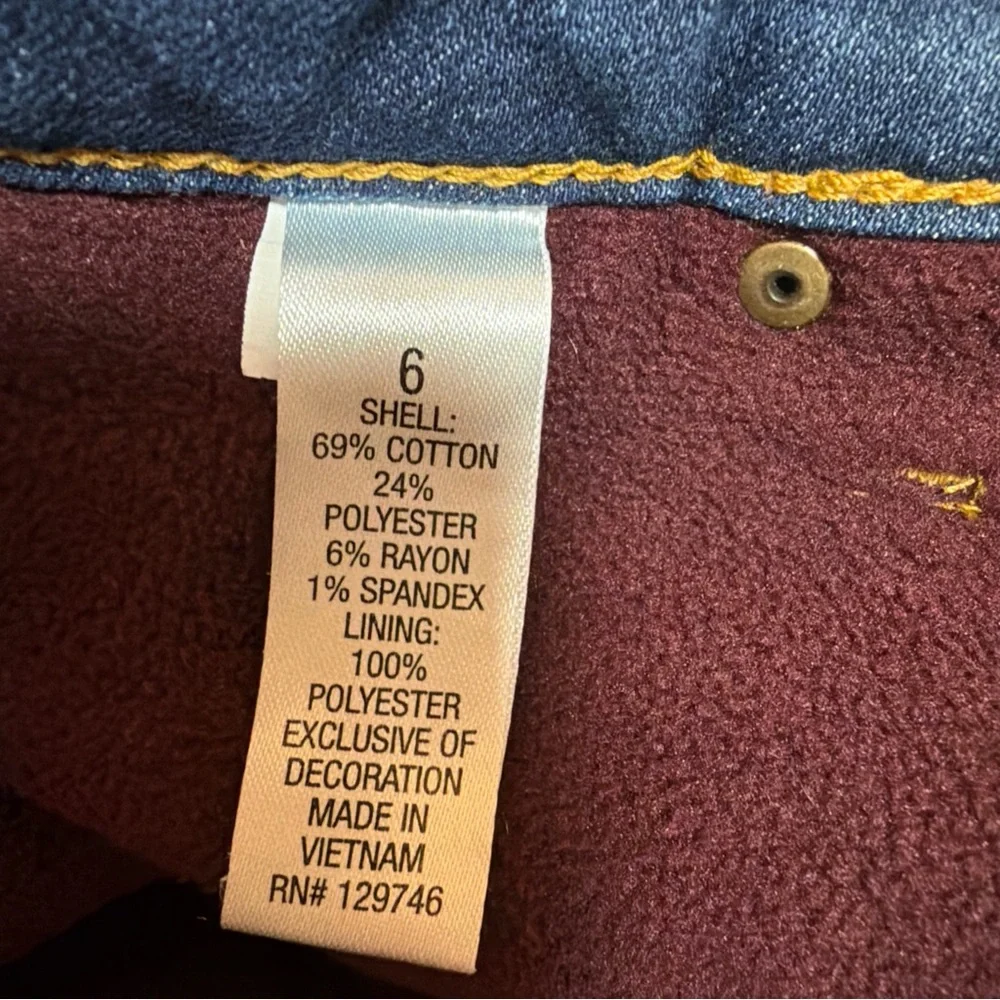 6
SHELL:
69% COTTON
24%
POLYESTER
6% RAYON
1% SPANDEX
LINING:
100%
POLYESTER
EXCLUSIVE OF
DECORATION
MADE IN
VIETNAM
RN# 129746